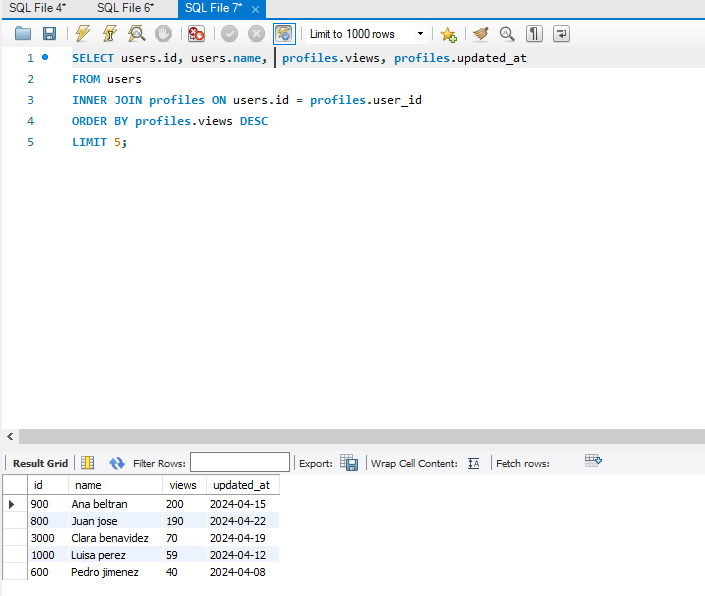 SQL File 4* SQL File 6* SQL File 7* ×
Limit to 1000 rows
1 SELECT users.id, users.name, profiles.views, profiles.updated_at
2 FROM users
3 INNER JOIN profiles ON users.id = profiles.user_id
4 ORDER BY profiles.views DESC
5 LIMIT 5;
Result Grid Filter Rows: Export: Wrap Cell Content: Fetch rows:
id name views updated_at
900 Ana beltran 200 2024-04-15
800 Juan jose 190 2024-04-22
3000 Clara benavidez 70 2024-04-19
1000 Luisa perez 59 2024-04-12
600 Pedro jimenez 40 2024-04-08